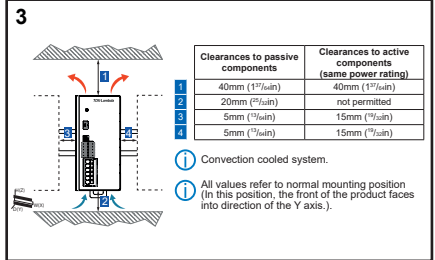 3
Clearances to passive components
Clearances to active components (same power rating)
1 40mm (1³⁷/₆₄in) 40mm (1³⁷/₆₄in)
2 20mm (²⁵/₃₂in) not permitted
3 5mm (¹³/₆₄in) 15mm (¹⁹/₃₂in)
4 5mm (¹³/₆₄in) 15mm (¹⁹/₃₂in)
1
TDK-Lambda
3
4
2
H(Z)
W(X)
D(Y)
i Convection cooled system.
i All values refer to normal mounting position
(In this position, the front of the product faces
into direction of the Y axis.).